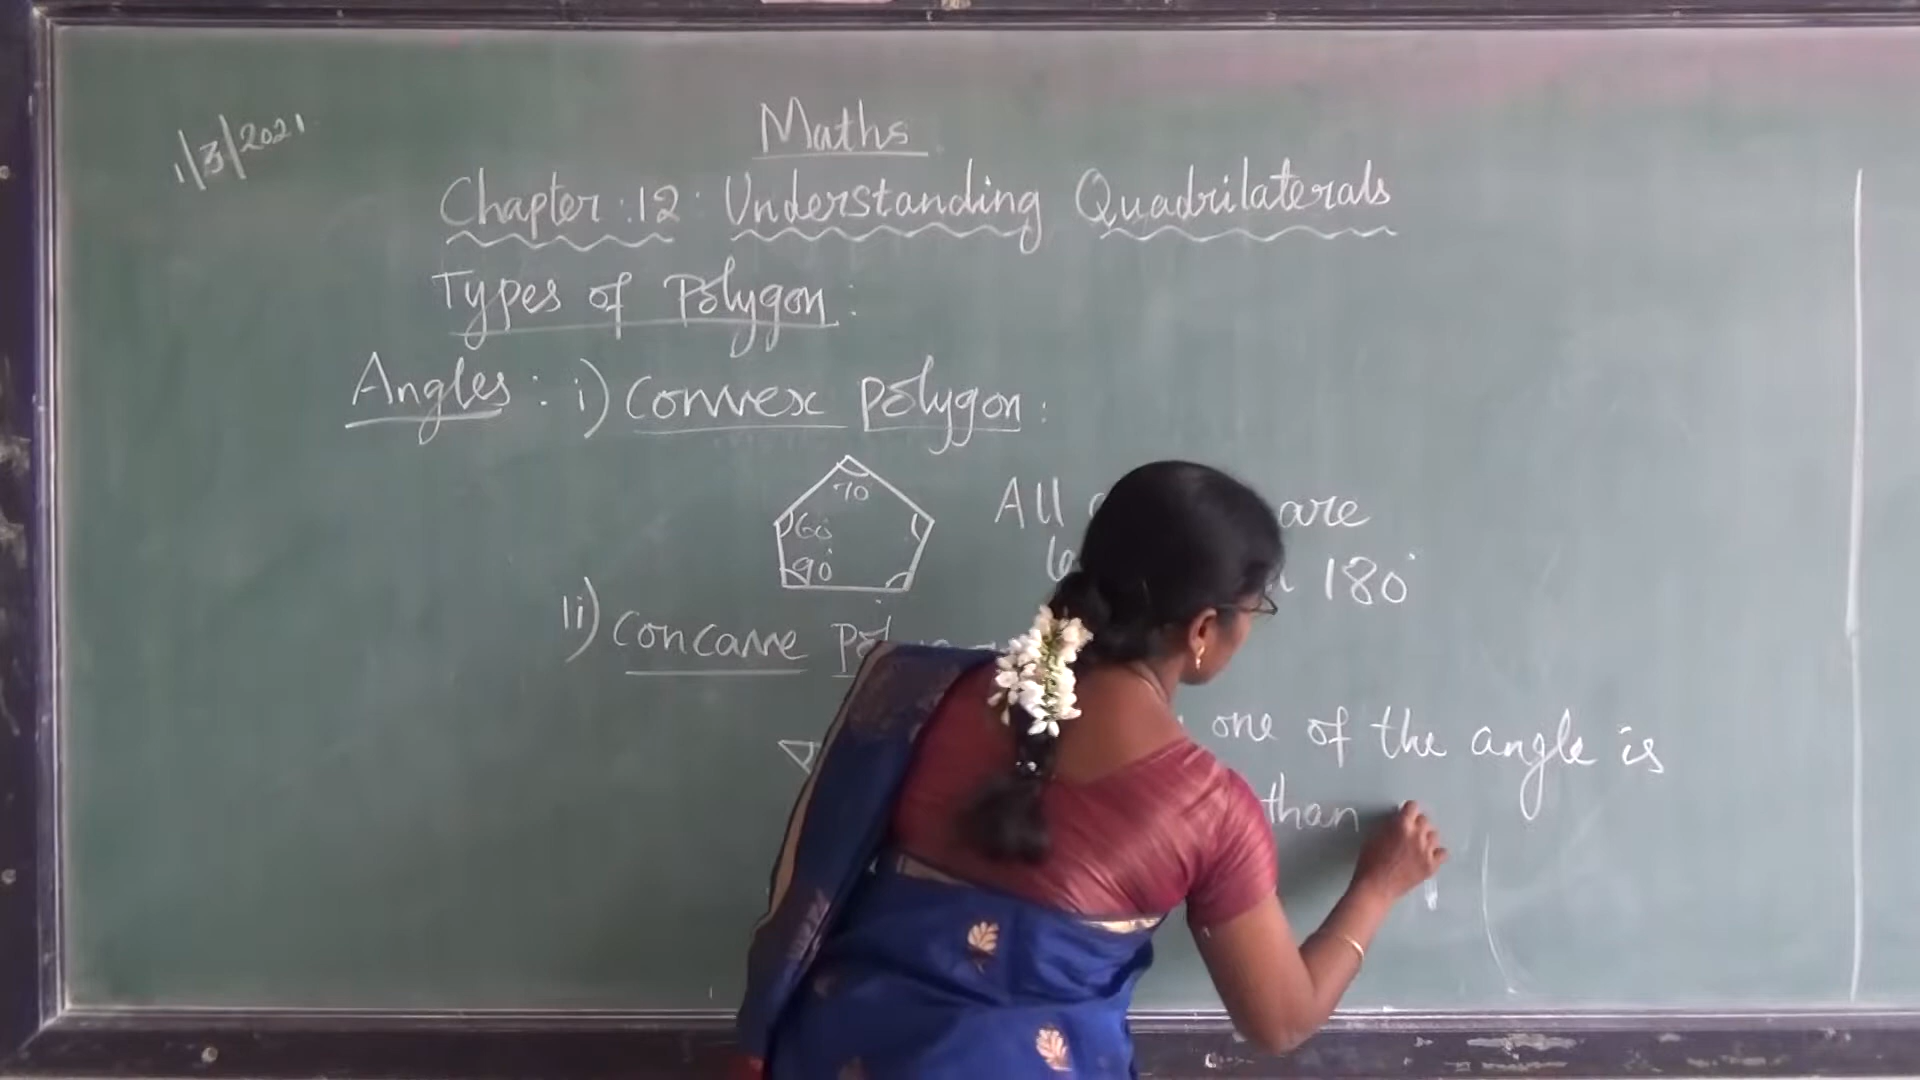 1/3/2021
Maths
Chapter:12: Understanding Quadrilaterals
Types of Polygon:
Angles: i) Convex polygon:
70
60°
90°
All are
180°
ii) Concave
one of the angle is
than